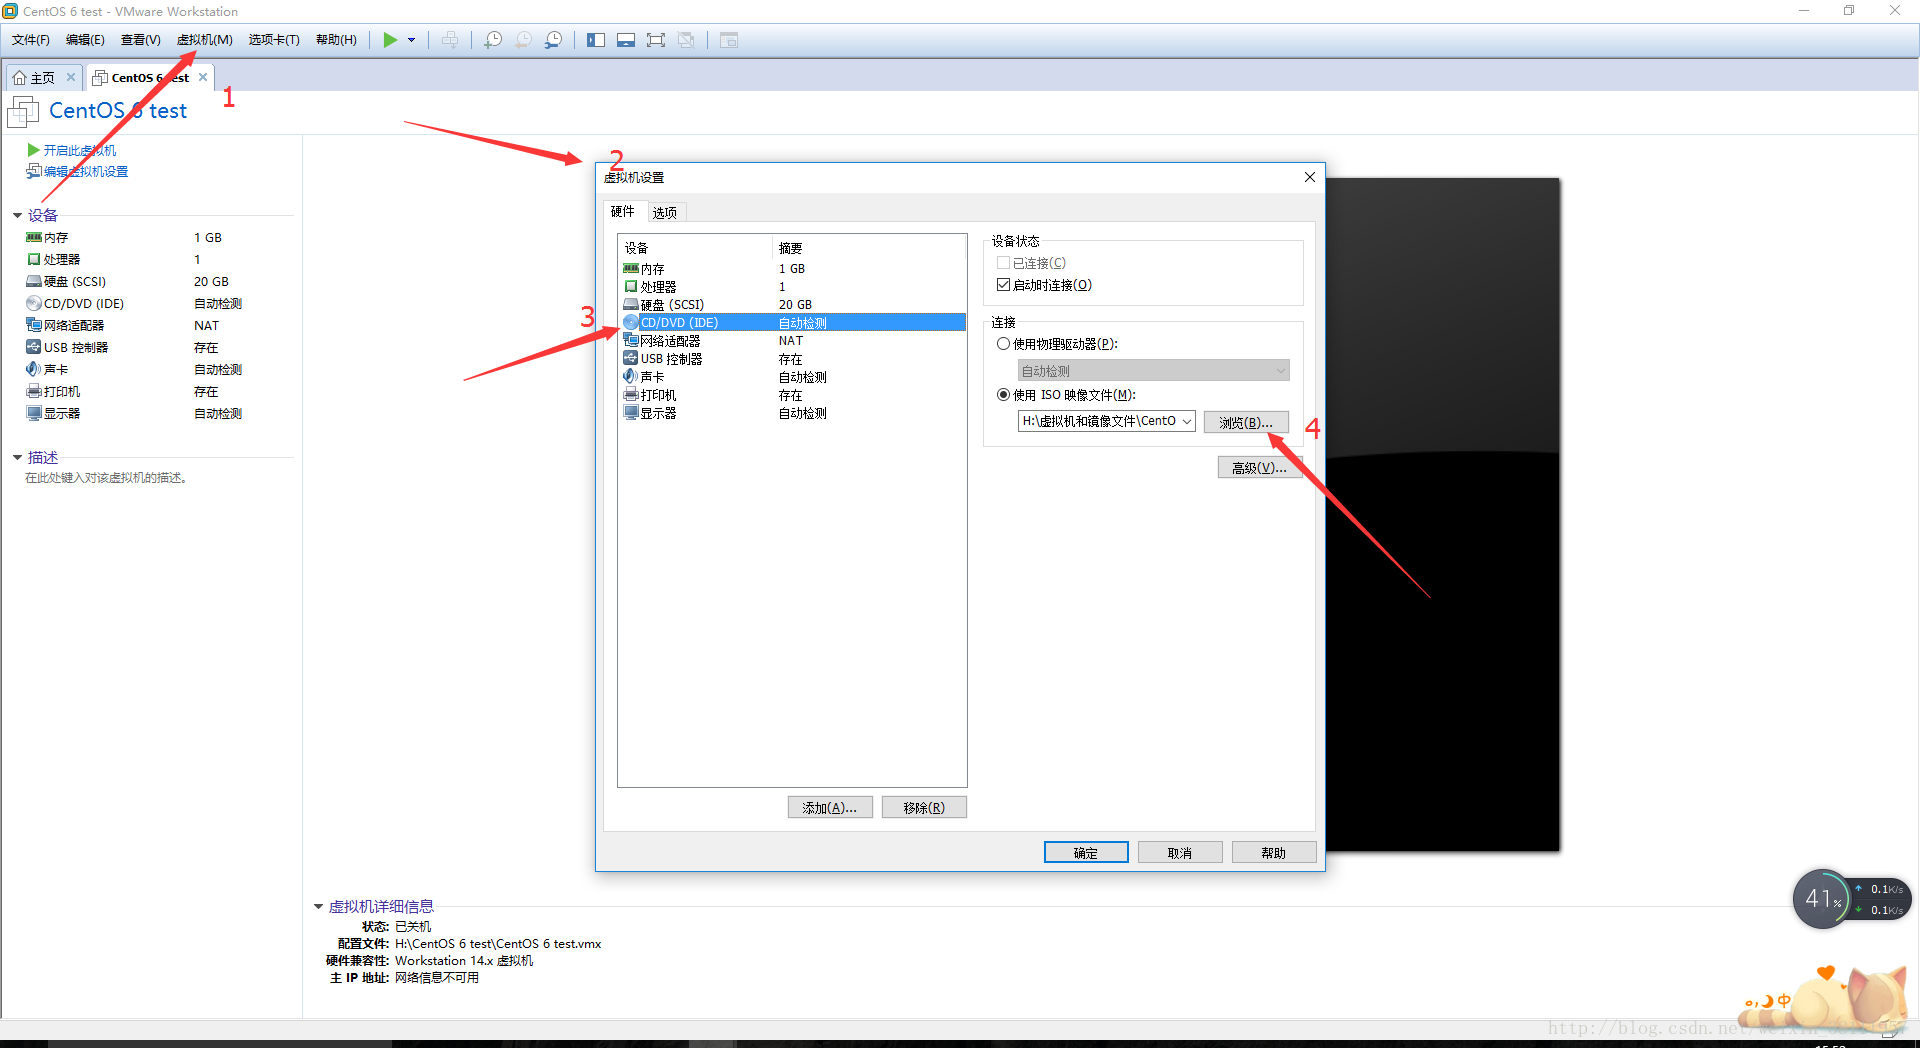 CentOS 6 test - VMware Workstation
文件(F) 编辑(E) 查看(V) 虚拟机(M) 选项卡(T) 帮助(H)
主页 CentOS 6 test
1
CentOS 6 test
开启此虚拟机
编辑虚拟机设置
设备
内存 1 GB
处理器 1
硬盘 (SCSI) 20 GB
CD/DVD (IDE) 自动检测
网络适配器 NAT
USB 控制器 存在
声卡 自动检测
打印机 存在
显示器 自动检测
描述
在此处键入对该虚拟机的描述。
2
虚拟机设置
硬件 选项
设备 摘要
内存 1 GB
处理器 1
硬盘 (SCSI) 20 GB
3
CD/DVD (IDE) 自动检测
网络适配器 NAT
USB 控制器 存在
声卡 自动检测
打印机 存在
显示器 自动检测
添加(A)... 移除(R)
设备状态
已连接(C)
启动时连接(O)
连接
使用物理驱动器(P):
自动检测
使用 ISO 映像文件(M):
H:\虚拟机和镜像文件\CentO 浏览(B)...
4
高级(V)...
确定 取消 帮助
虚拟机详细信息
状态: 已关机
配置文件: H:\CentOS 6 test\CentOS 6 test.vmx
硬件兼容性: Workstation 14.x 虚拟机
主 IP 地址: 网络信息不可用
41%
0.1K/s
0.1K/s
中